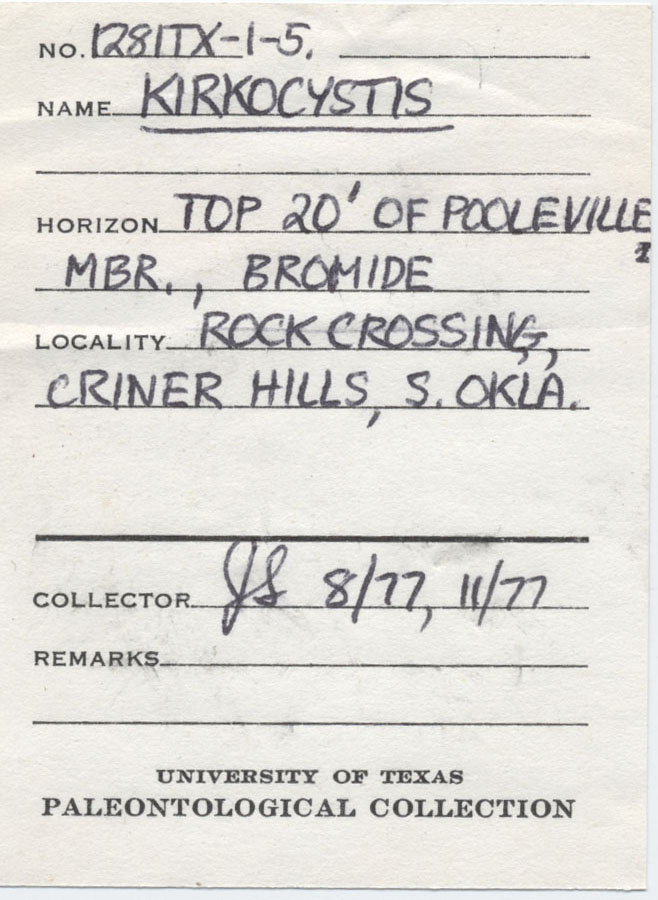 NO. 1281TX-1-5.
NAME KIRKOCYSTIS
HORIZON TOP 20' OF POOLEVILLE
MBR., BROMIDE
LOCALITY ROCK CROSSING,
CRINER HILLS, S. OKLA.
COLLECTOR JS 8/77, 11/77
REMARKS
UNIVERSITY OF TEXAS
PALEONTOLOGICAL COLLECTION